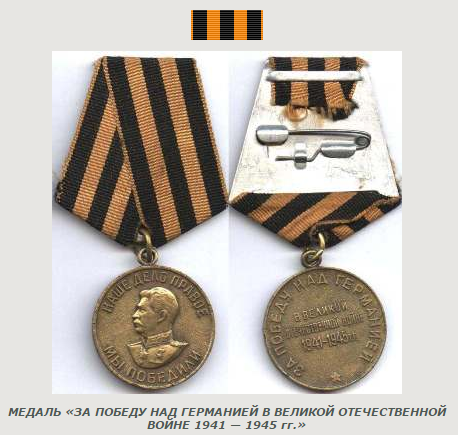 НАШЕ ДЕЛО ПРАВОЕ
МЫ ПОБЕДИЛИ
ЗА ПОБЕДУ НАД ГЕРМАНИЕЙ
В ВЕЛИКОЙ
ОТЕЧЕСТВЕННОЙ ВОЙНЕ
1941–1945 гг.
МЕДАЛЬ «ЗА ПОБЕДУ НАД ГЕРМАНИЕЙ В ВЕЛИКОЙ ОТЕЧЕСТВЕННОЙ
ВОЙНЕ 1941 — 1945 гг.»